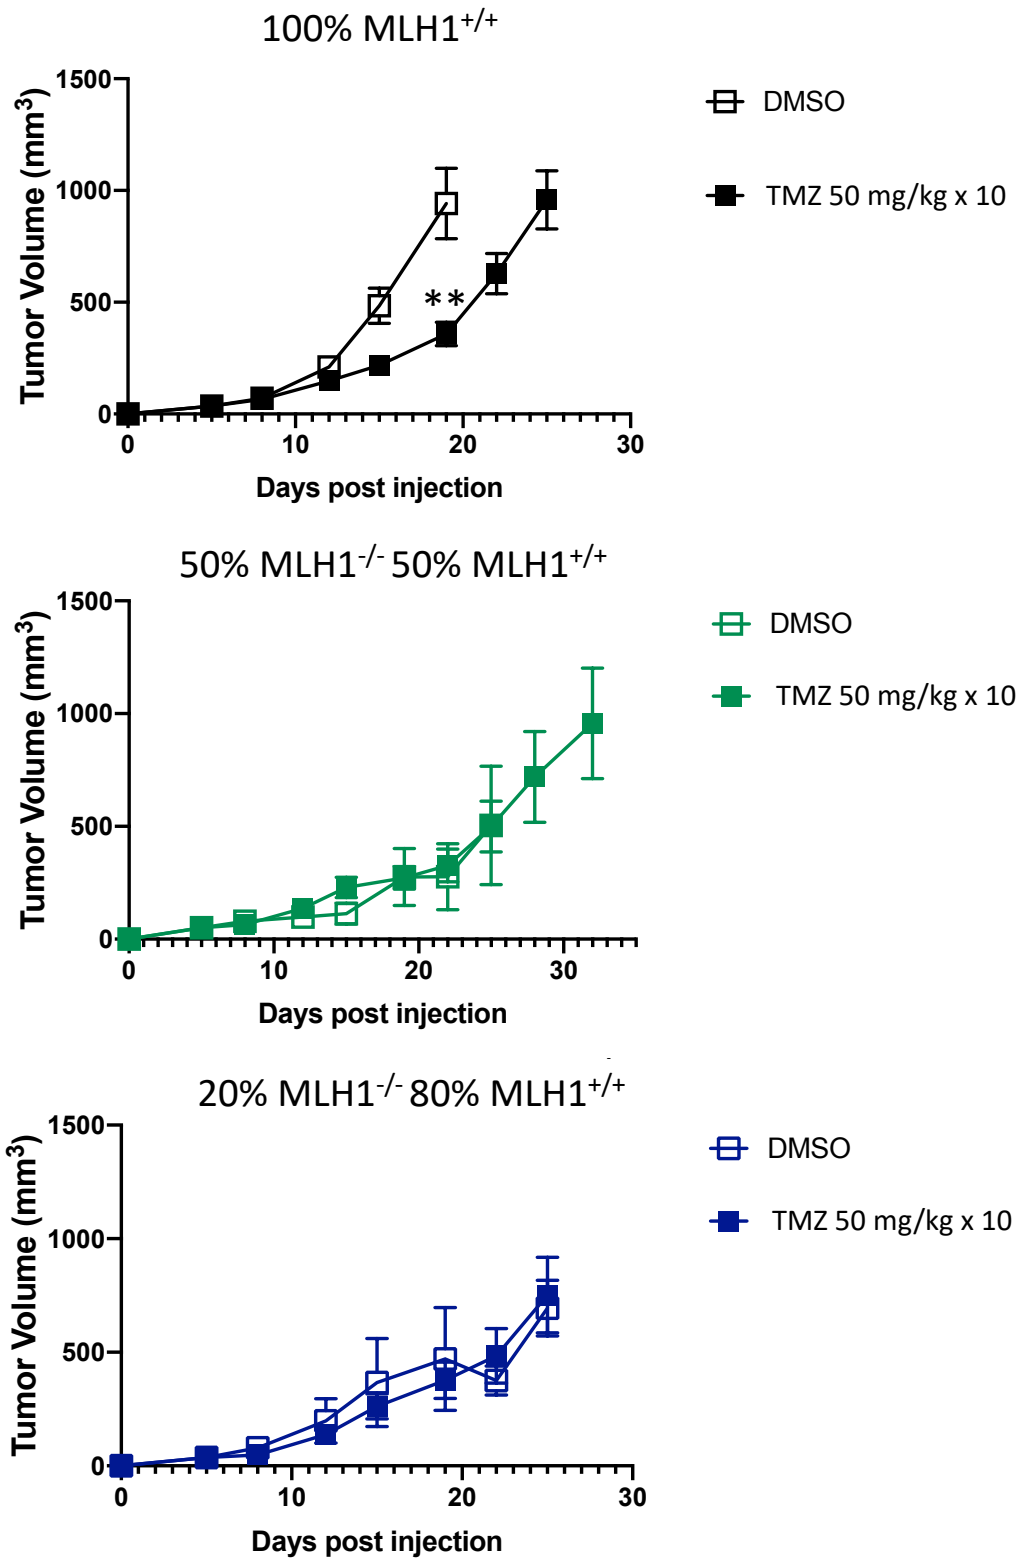 100% MLH1+/+
1500
1000
500
0
Tumor Volume (mm3)
**
0 10 20 30
Days post injection
DMSO
TMZ 50 mg/kg x 10
50% MLH1-/- 50% MLH1+/+
1500
1000
500
0
Tumor Volume (mm3)
0 10 20 30
Days post injection
DMSO
TMZ 50 mg/kg x 10
20% MLH1-/- 80% MLH1+/+
1500
1000
500
0
Tumor Volume (mm3)
0 10 20 30
Days post injection
DMSO
TMZ 50 mg/kg x 10